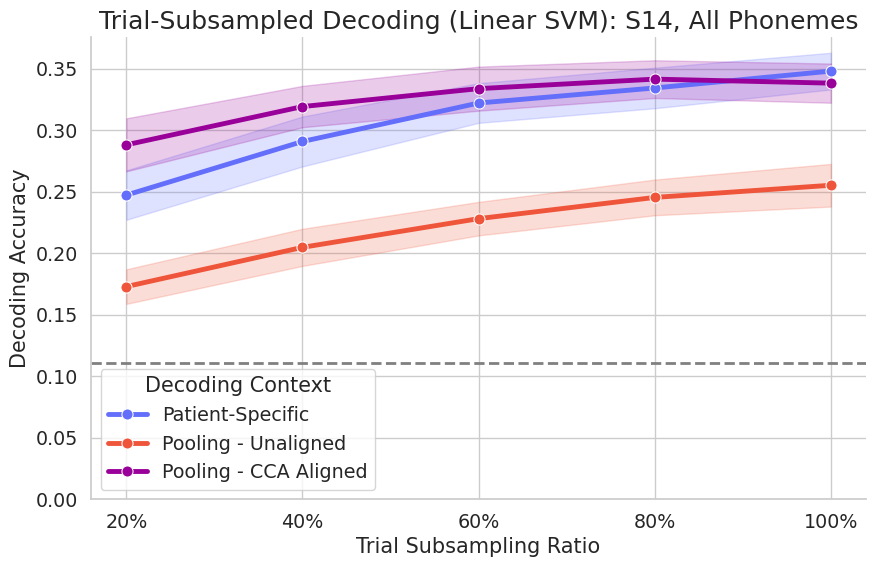 Trial-Subsampled Decoding (Linear SVM): S14, All Phonemes
Decoding Accuracy
0.35
0.30
0.25
0.20
0.15
0.10
0.05
0.00
Decoding Context
Patient-Specific
Pooling - Unaligned
Pooling - CCA Aligned
20% 40% 60% 80% 100%
Trial Subsampling Ratio